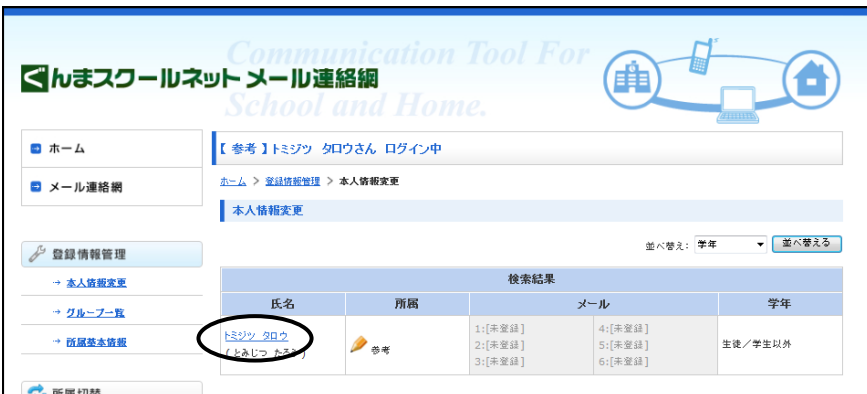 Communication Tool For
School and Home.
ぐんまスクールネット メール連絡網
ホーム
メール連絡網
登録情報管理
→ 本人情報変更
→ グループ一覧
→ 所属基本情報
所属切替
【 参考 】トミジツ タロウさん ログイン中
ホーム > 登録情報管理 > 本人情報変更
本人情報変更
並べ替え: 学年 ▼ 並べ替える
検索結果
氏名 所属 メール 学年
トミジツ タロウ
(とみじつ たろう)
参考
1:[未登録] 4:[未登録]
2:[未登録] 5:[未登録]
3:[未登録] 6:[未登録]
生徒/学生以外